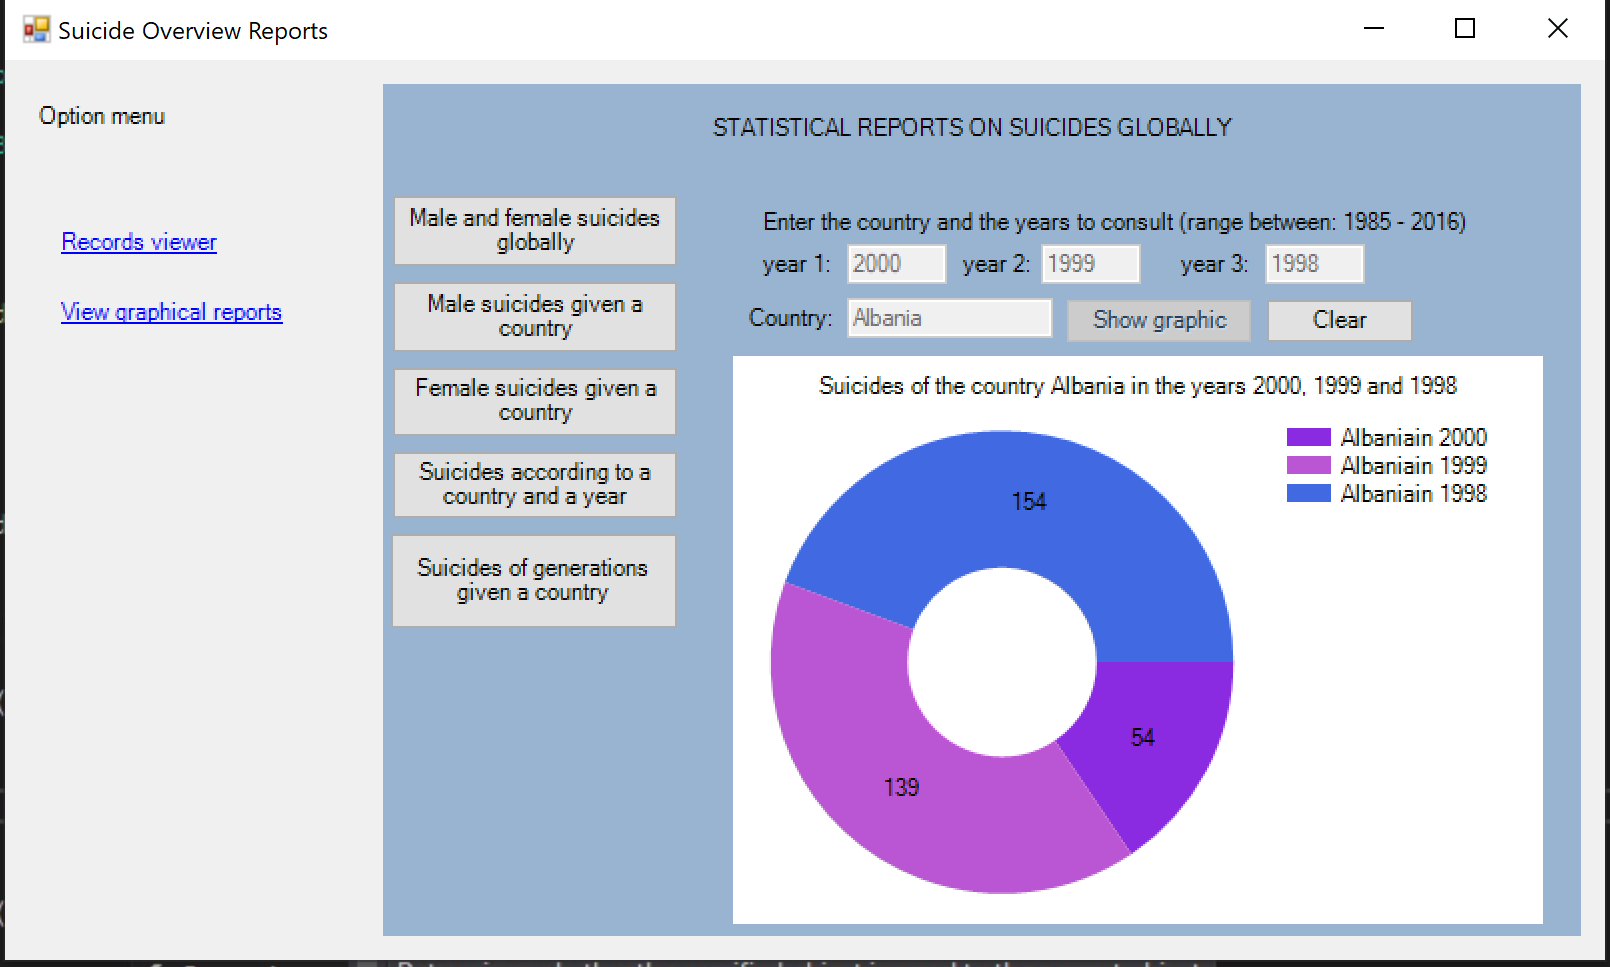 Suicide Overview Reports
Option menu
Records viewer
View graphical reports
STATISTICAL REPORTS ON SUICIDES GLOBALLY
Male and female suicides
globally
Male suicides given a
country
Female suicides given a
country
Suicides according to a
country and a year
Suicides of generations
given a country
Enter the country and the years to consult (range between: 1985 - 2016)
year 1: 2000 year 2: 1999 year 3: 1998
Country: Albania Show graphic Clear
Suicides of the country Albania in the years 2000, 1999 and 1998
Albaniain 2000
Albaniain 1999
Albaniain 1998
154
54
139